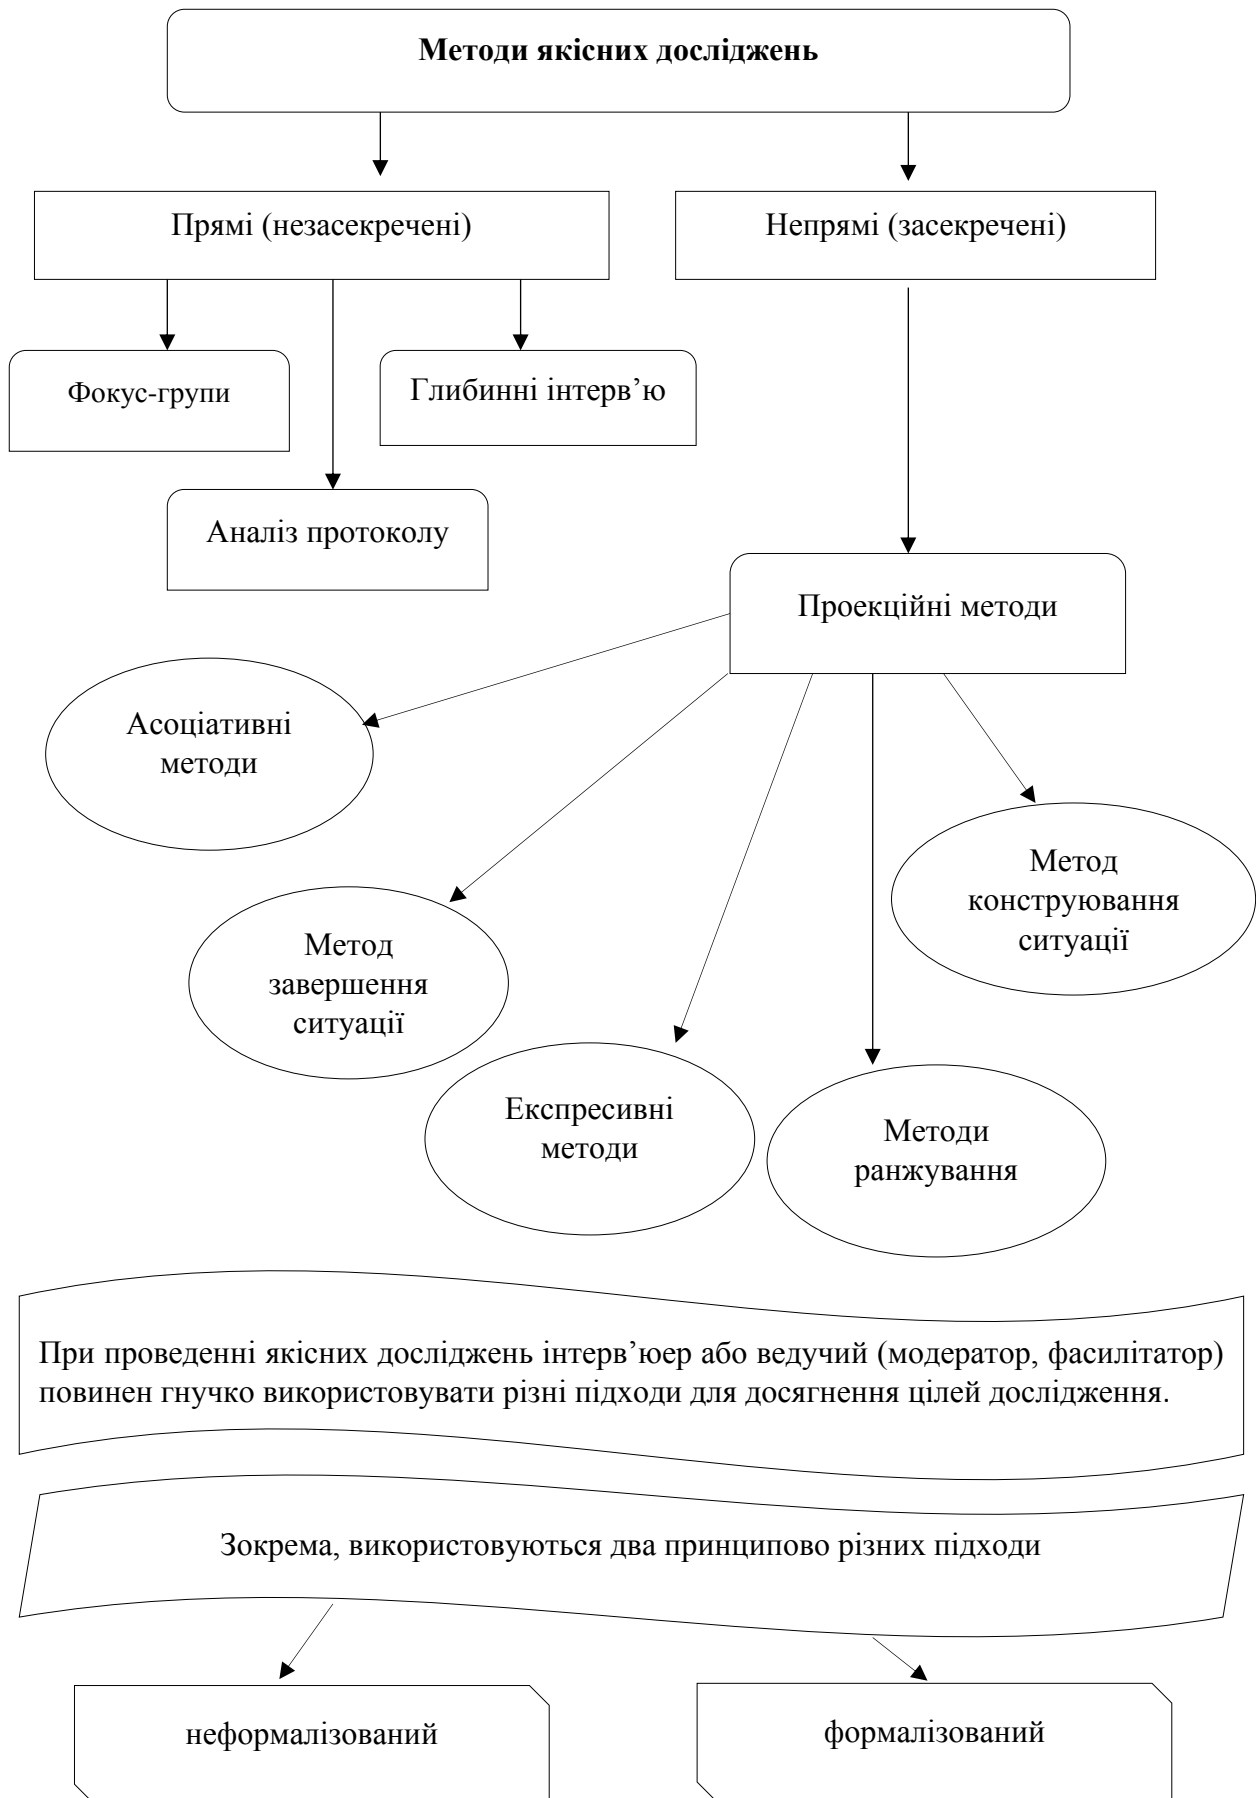 Методи якісних досліджень
Прямі (незасекречені)
Непрямі (засекречені)
Фокус-групи
Глибинні інтерв’ю
Аналіз протоколу
Проекційні методи
Асоціативні
методи
Метод
конструювання
ситуації
Метод
завершення
ситуації
Експресивні
методи
Методи
ранжування
При проведенні якісних досліджень інтерв’юер або ведучий (модератор, фасилітатор)
повинен гнучко використовувати різні підходи для досягнення цілей дослідження.
Зокрема, використовуються два принципово різних підходи
неформалізований
формалізований